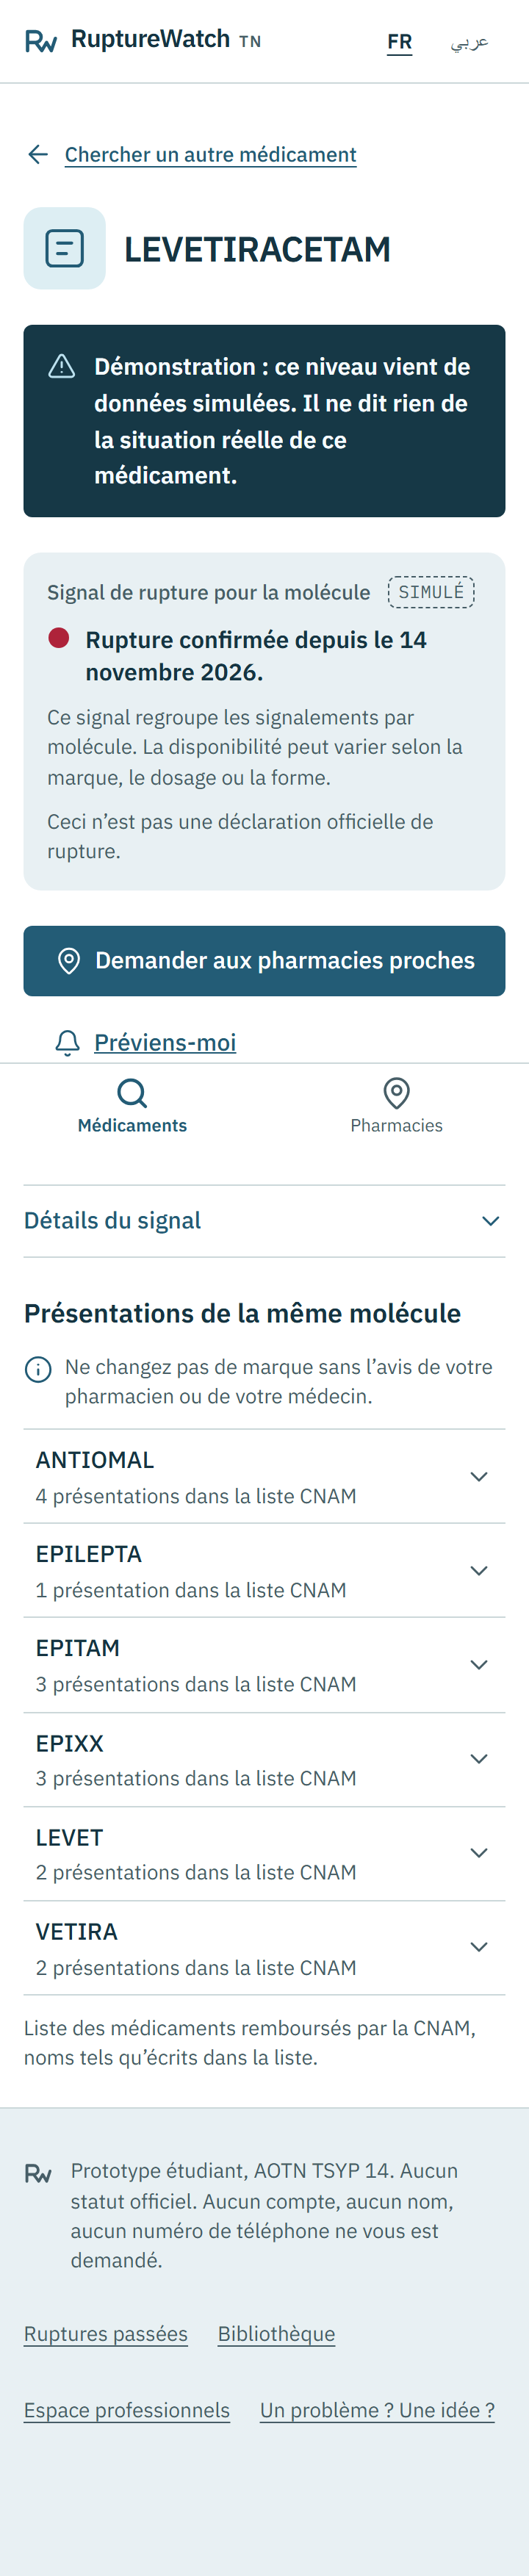 RuptureWatch TN
FR
عربي
Chercher un autre médicament
LEVETIRACETAM
Démonstration : ce niveau vient de
données simulées. Il ne dit rien de
la situation réelle de ce
médicament.
Signal de rupture pour la molécule
SIMULÉ
Rupture confirmée depuis le 14
novembre 2026.
Ce signal regroupe les signalements par
molécule. La disponibilité peut varier selon la
marque, le dosage ou la forme.
Ceci n’est pas une déclaration officielle de
rupture.
Demander aux pharmacies proches
Préviens-moi
Médicaments
Pharmacies
Détails du signal
Présentations de la même molécule
Ne changez pas de marque sans l’avis de votre
pharmacien ou de votre médecin.
ANTIOMAL
4 présentations dans la liste CNAM
EPILEPTA
1 présentation dans la liste CNAM
EPITAM
3 présentations dans la liste CNAM
EPIXX
3 présentations dans la liste CNAM
LEVET
2 présentations dans la liste CNAM
VETIRA
2 présentations dans la liste CNAM
Liste des médicaments remboursés par la CNAM,
noms tels qu’écrits dans la liste.
Rw
Prototype étudiant, AOTN TSYP 14. Aucun
statut officiel. Aucun compte, aucun nom,
aucun numéro de téléphone ne vous est
demandé.
Ruptures passées
Bibliothèque
Espace professionnels
Un problème ? Une idée ?